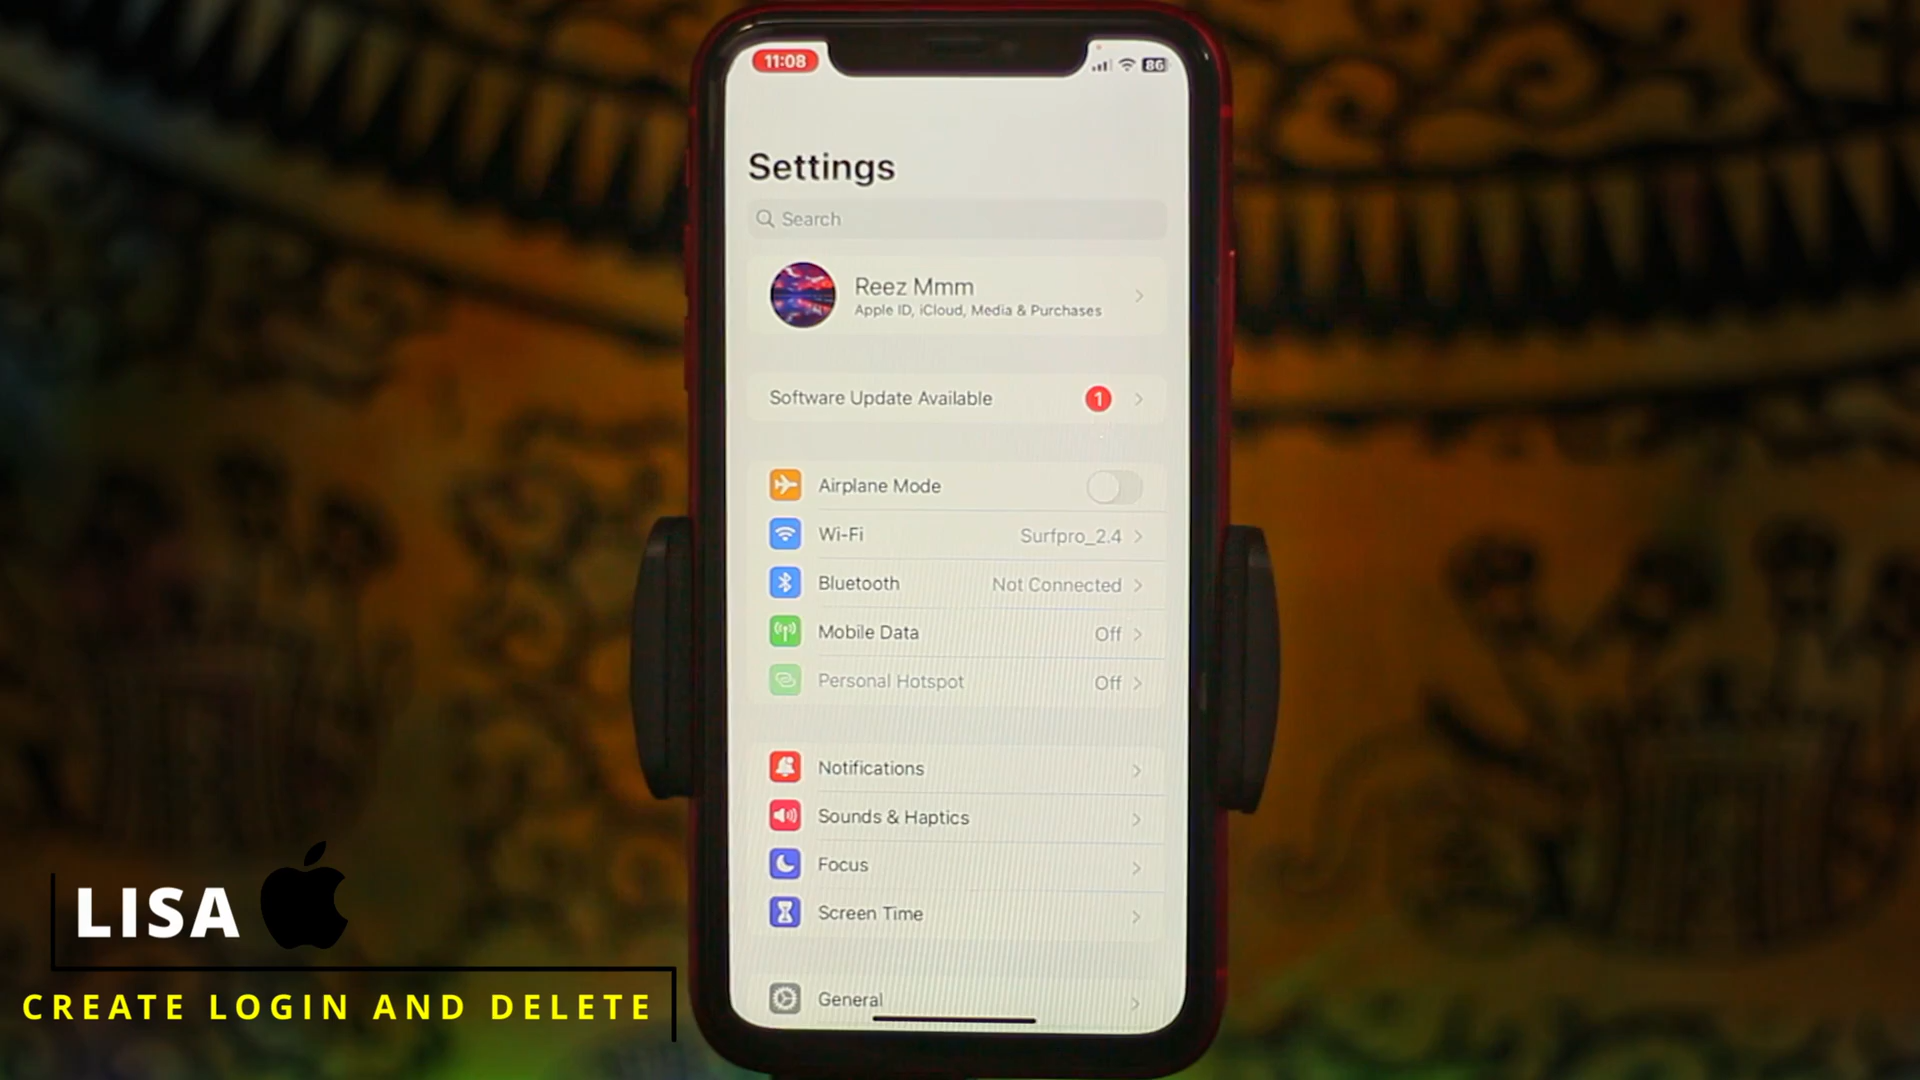 11:08
86
Settings
Search
Reez Mmm
Apple ID, iCloud, Media & Purchases
Software Update Available 1
Airplane Mode
Wi-Fi Surfpro_2.4
Bluetooth Not Connected
Mobile Data Off
Personal Hotspot Off
Notifications
Sounds & Haptics
Focus
Screen Time
General
LISA
CREATE LOGIN AND DELETE